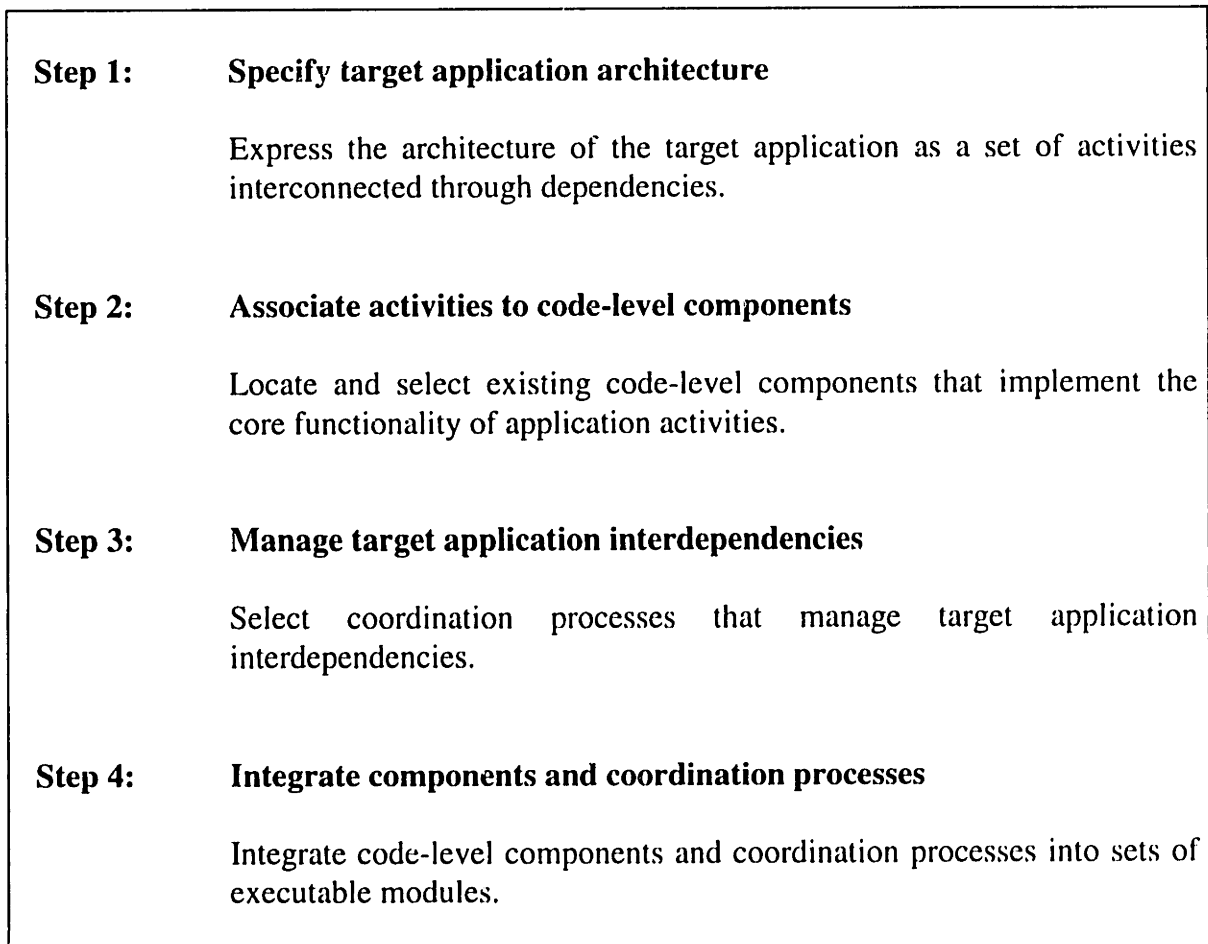 Step 1: Specify target application architecture
Express the architecture of the target application as a set of activities
interconnected through dependencies.
Step 2: Associate activities to code-level components
Locate and select existing code-level components that implement the
core functionality of application activities.
Step 3: Manage target application interdependencies
Select coordination processes that manage target application
interdependencies.
Step 4: Integrate components and coordination processes
Integrate code-level components and coordination processes into sets of
executable modules.